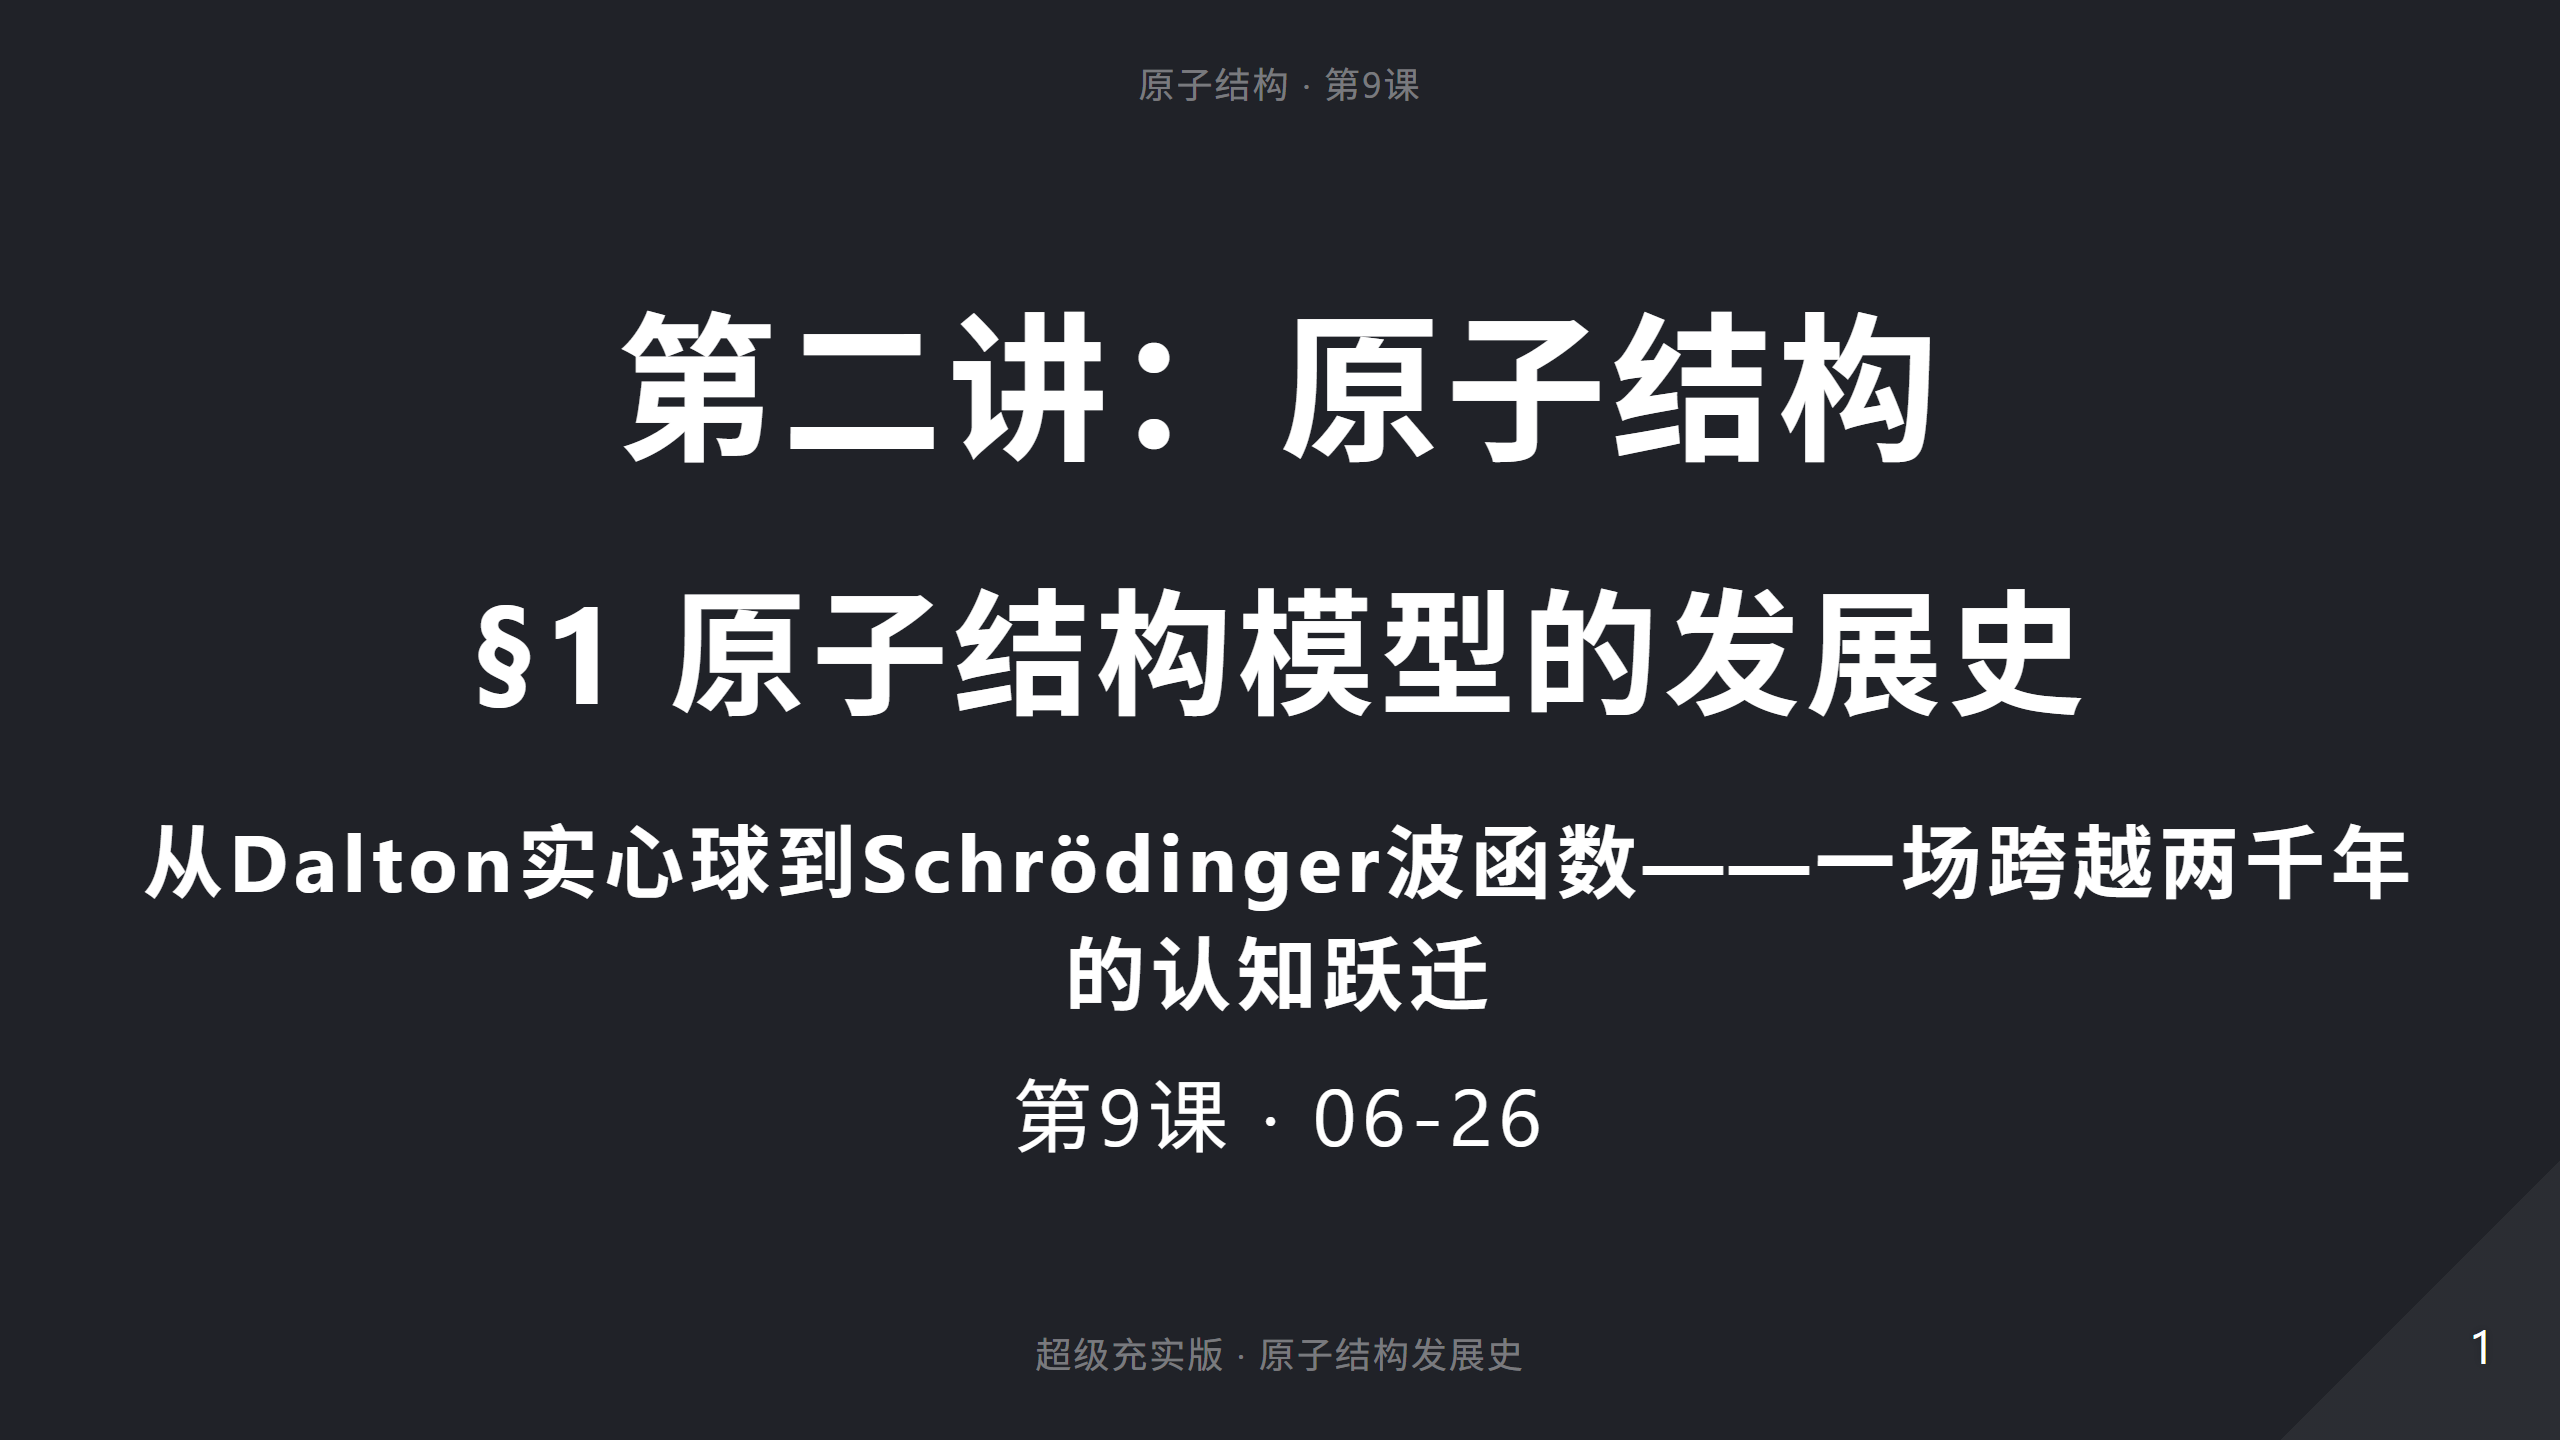 原子结构 · 第9课
第二讲：原子结构
§1 原子结构模型的发展史
从Dalton实心球到Schrödinger波函数——一场跨越两千年
的认知跃迁
第9课 · 06-26
超级充实版 · 原子结构发展史
1